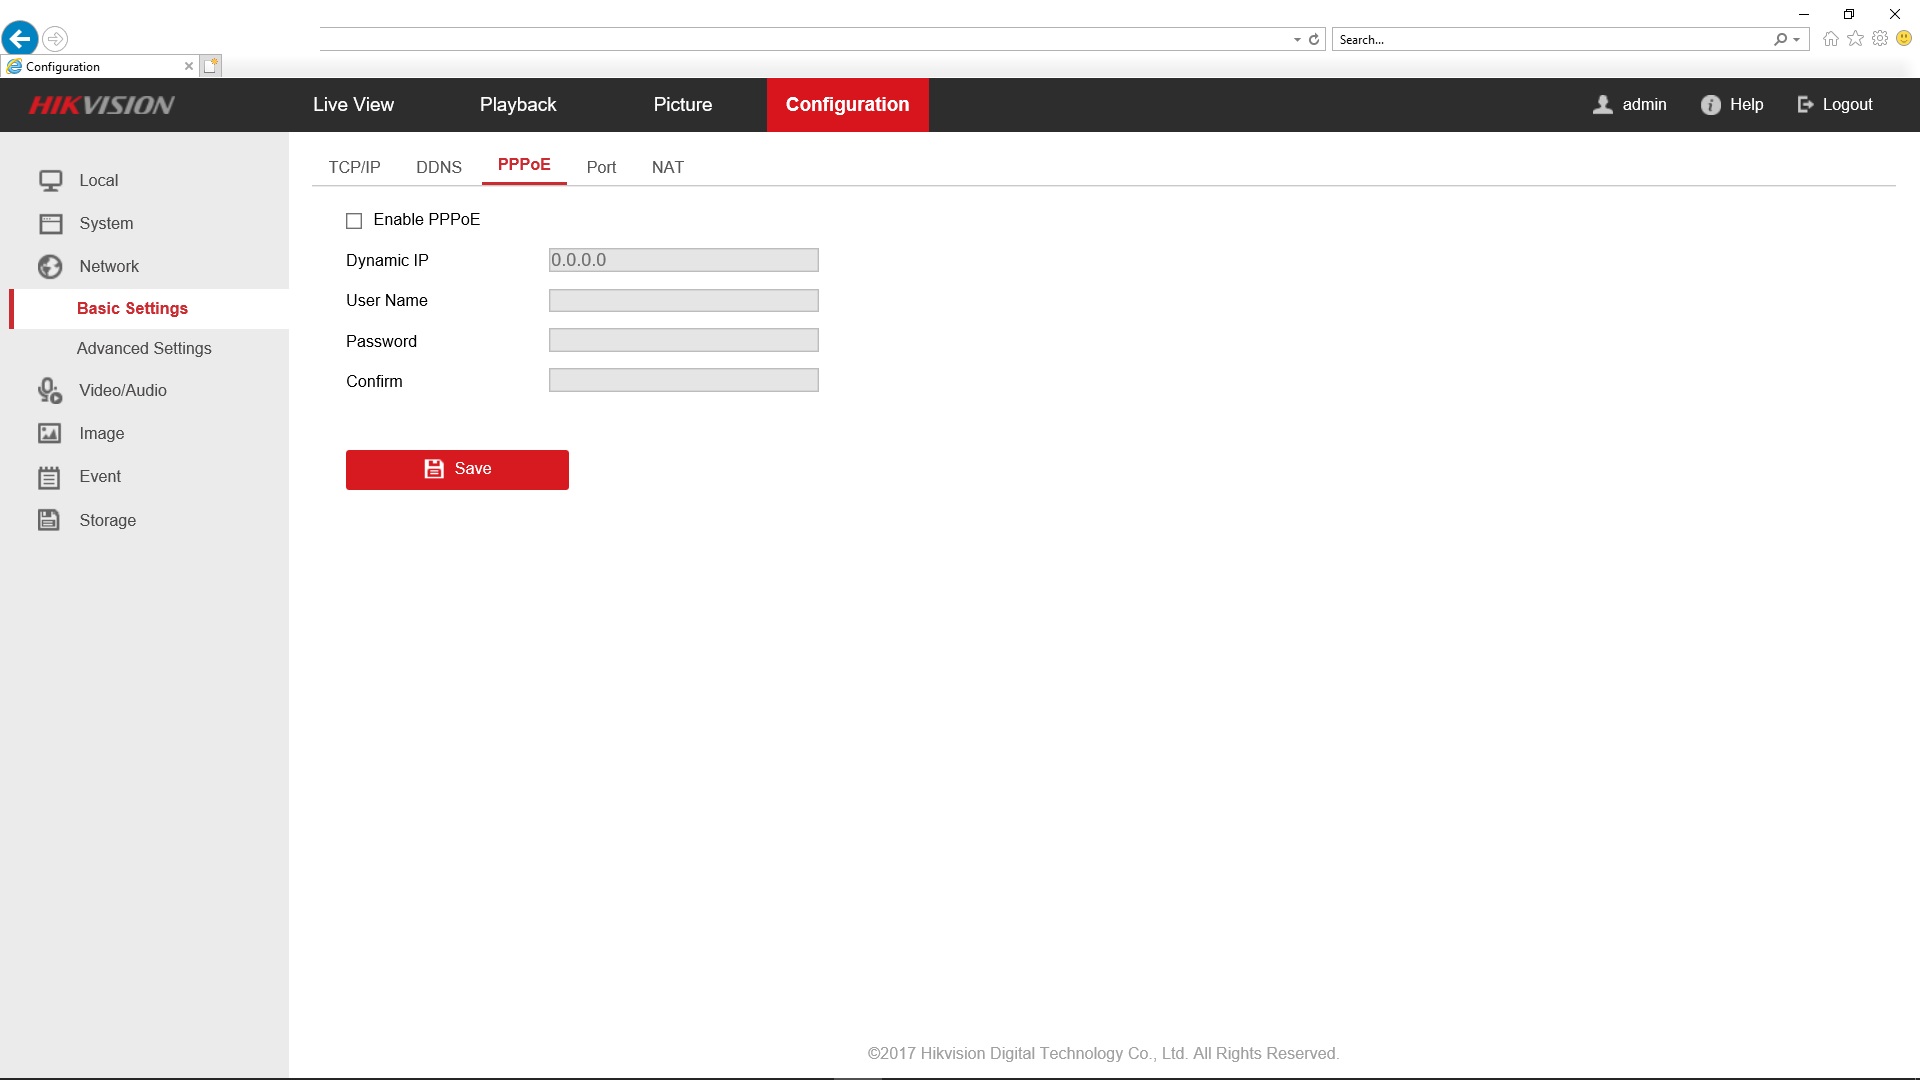 Search...
Configuration
HIKVISION
Live View
Playback
Picture
Configuration
admin
Help
Logout
Local
System
Network
Basic Settings
Advanced Settings
Video/Audio
Image
Event
Storage
TCP/IP
DDNS
PPPoE
Port
NAT
Enable PPPoE
Dynamic IP
0.0.0.0
User Name
Password
Confirm
Save
©2017 Hikvision Digital Technology Co., Ltd. All Rights Reserved.